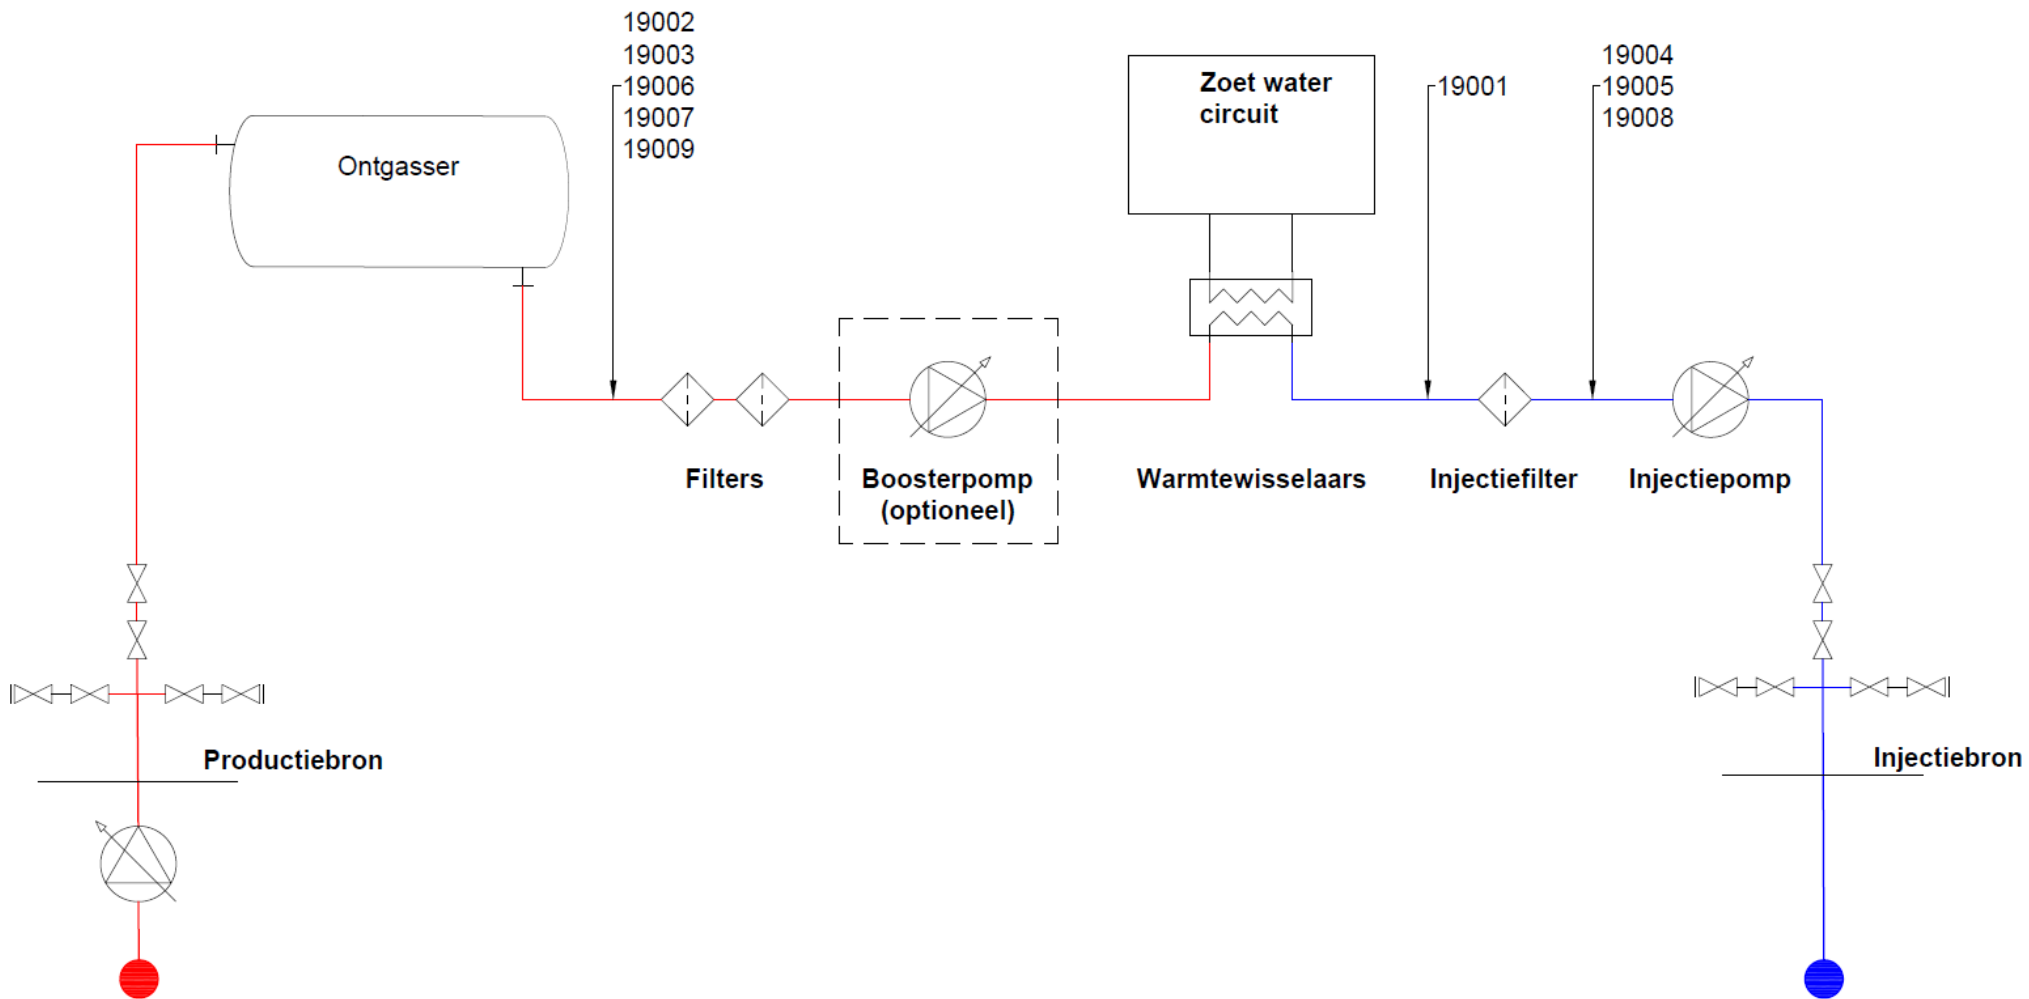 19002
19003
19006
19007
19009
Ontgasser
Zoet water
circuit
19001
19004
19005
19008
Filters
Boosterpomp
(optioneel)
Warmtewisselaars
Injectiefilter
Injectiepomp
Productiebron
Injectiebron